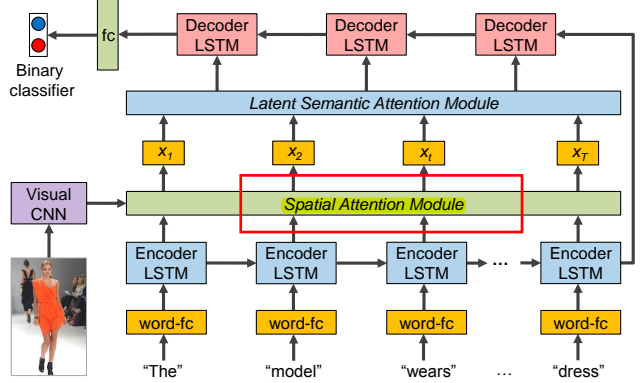 fc
Decoder LSTM
Decoder LSTM
Decoder LSTM
Binary classifier
Latent Semantic Attention Module
x1
x2
xt
xT
Visual CNN
Spatial Attention Module
Encoder LSTM
Encoder LSTM
Encoder LSTM
...
Encoder LSTM
word-fc
word-fc
word-fc
word-fc
“The”
“model”
“wears”
...
“dress”